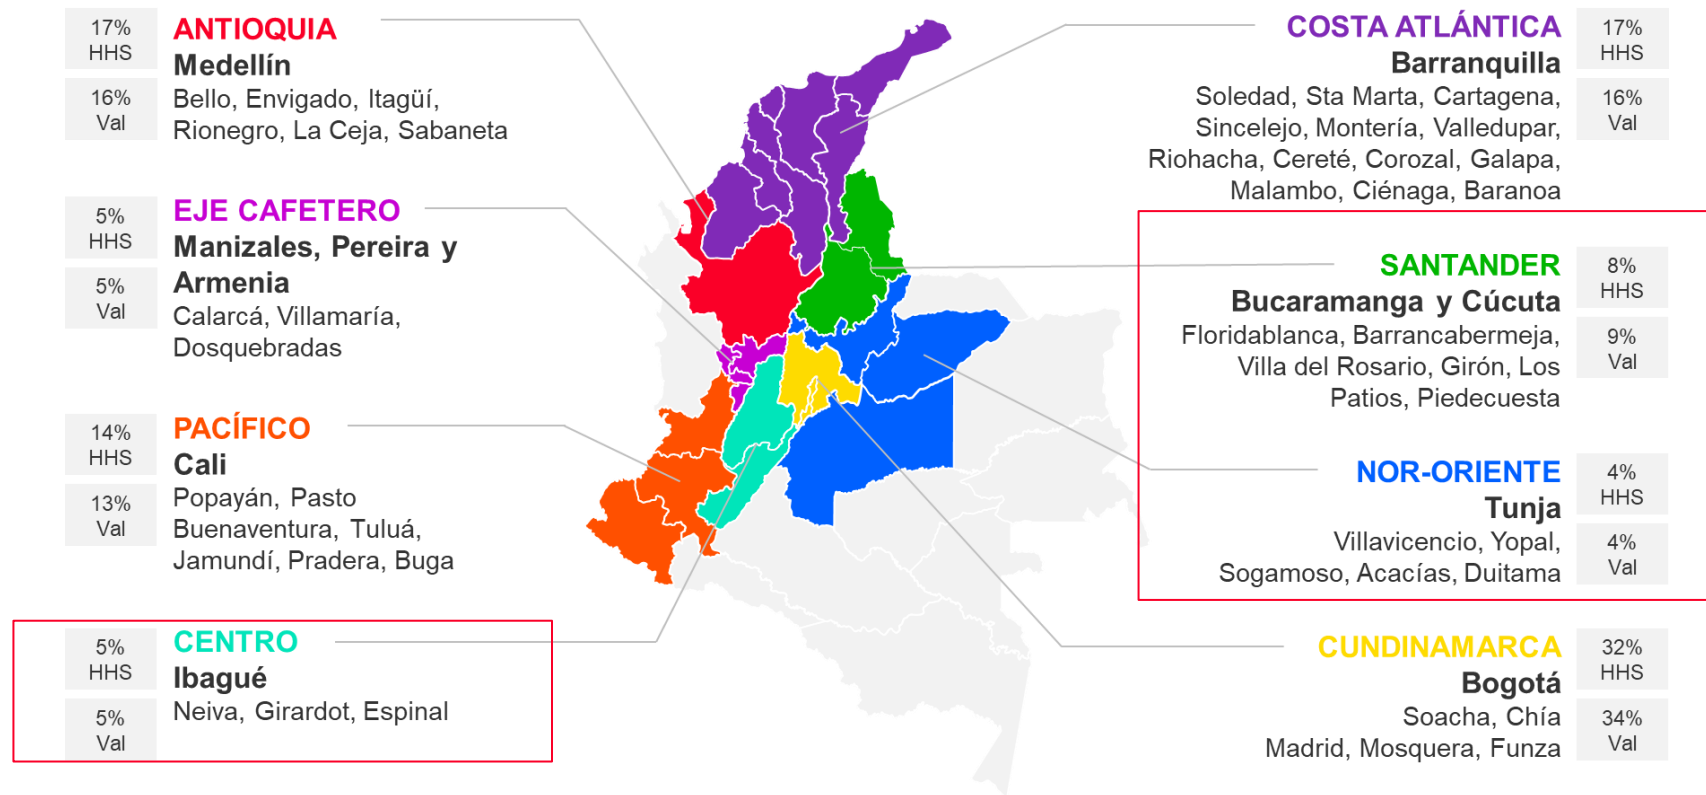 17%
HHS
ANTIOQUIA
Medellín
16%
Val
Bello, Envigado, Itagüí,
Rionegro, La Ceja, Sabaneta
5%
HHS
EJE CAFETERO
Manizales, Pereira y
Armenia
5%
Val
Calarcá, Villamaría,
Dosquebradas
14%
HHS
PACÍFICO
Cali
13%
Val
Popayán, Pasto
Buenaventura, Tuluá,
Jamundí, Pradera, Buga
5%
HHS
CENTRO
Ibagué
5%
Val
Neiva, Girardot, Espinal
COSTA ATLÁNTICA
Barranquilla
17%
HHS
Soledad, Sta Marta, Cartagena,
Sincelejo, Montería, Valledupar,
Riohacha, Cereté, Corozal, Galapa,
Malambo, Ciénaga, Baranoa
16%
Val
SANTANDER
Bucaramanga y Cúcuta
8%
HHS
Floridablanca, Barrancabermeja,
Villa del Rosario, Girón, Los
Patios, Piedecuesta
9%
Val
NOR-ORIENTE
Tunja
4%
HHS
Villavicencio, Yopal,
Sogamoso, Acacías, Duitama
4%
Val
CUNDINAMARCA
Bogotá
32%
HHS
Soacha, Chía
Madrid, Mosquera, Funza
34%
Val